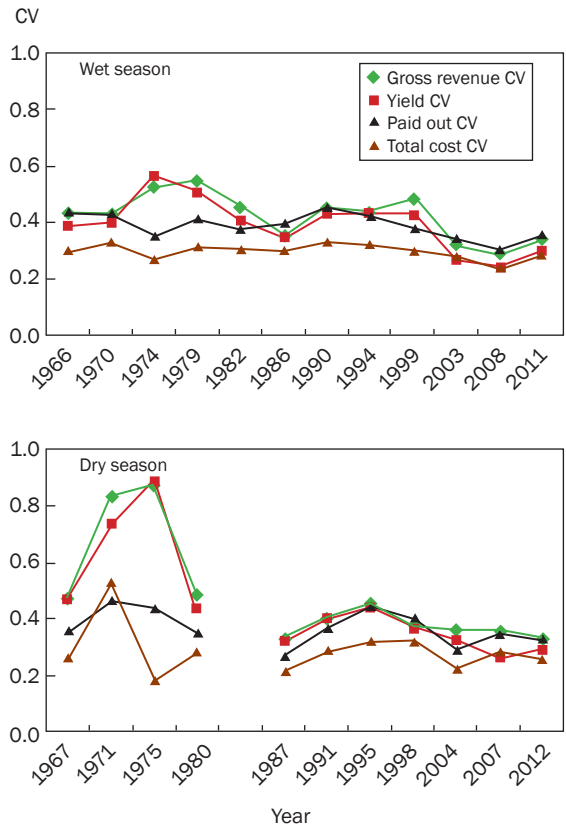 CV
1.0
Wet season
Gross revenue CV
Yield CV
Paid out CV
Total cost CV
0.8
0.6
0.4
0.2
0.0
1966 1970 1974 1979 1982 1986 1990 1994 1999 2003 2008 2011
1.0
Dry season
0.8
0.6
0.4
0.2
0.0
1967 1971 1975 1980 1987 1991 1995 1998 2004 2007 2012
Year